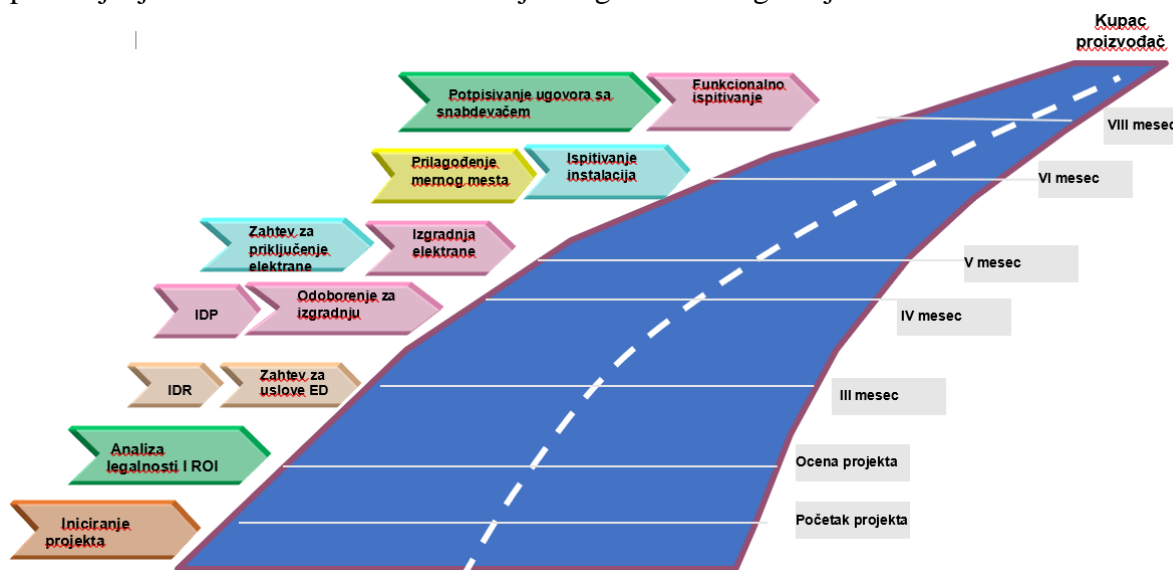 Kupac
proizvođač
Potpisivanje ugovora sa
snabdevačem
Funkcionalno
ispitivanje
VIII mesec
Prilagođenje
mernog mesta
Ispitivanje
instalacija
VI mesec
Zahtev za
priključenje
elektrane
Izgradnja
elektrane
V mesec
IDP
Odoborenje za
izgradnju
IV mesec
IDR
Zahtev za
uslove ED
III mesec
Analiza
legalnosti I ROI
Ocena projekta
Iniciranje
projekta
Početak projekta